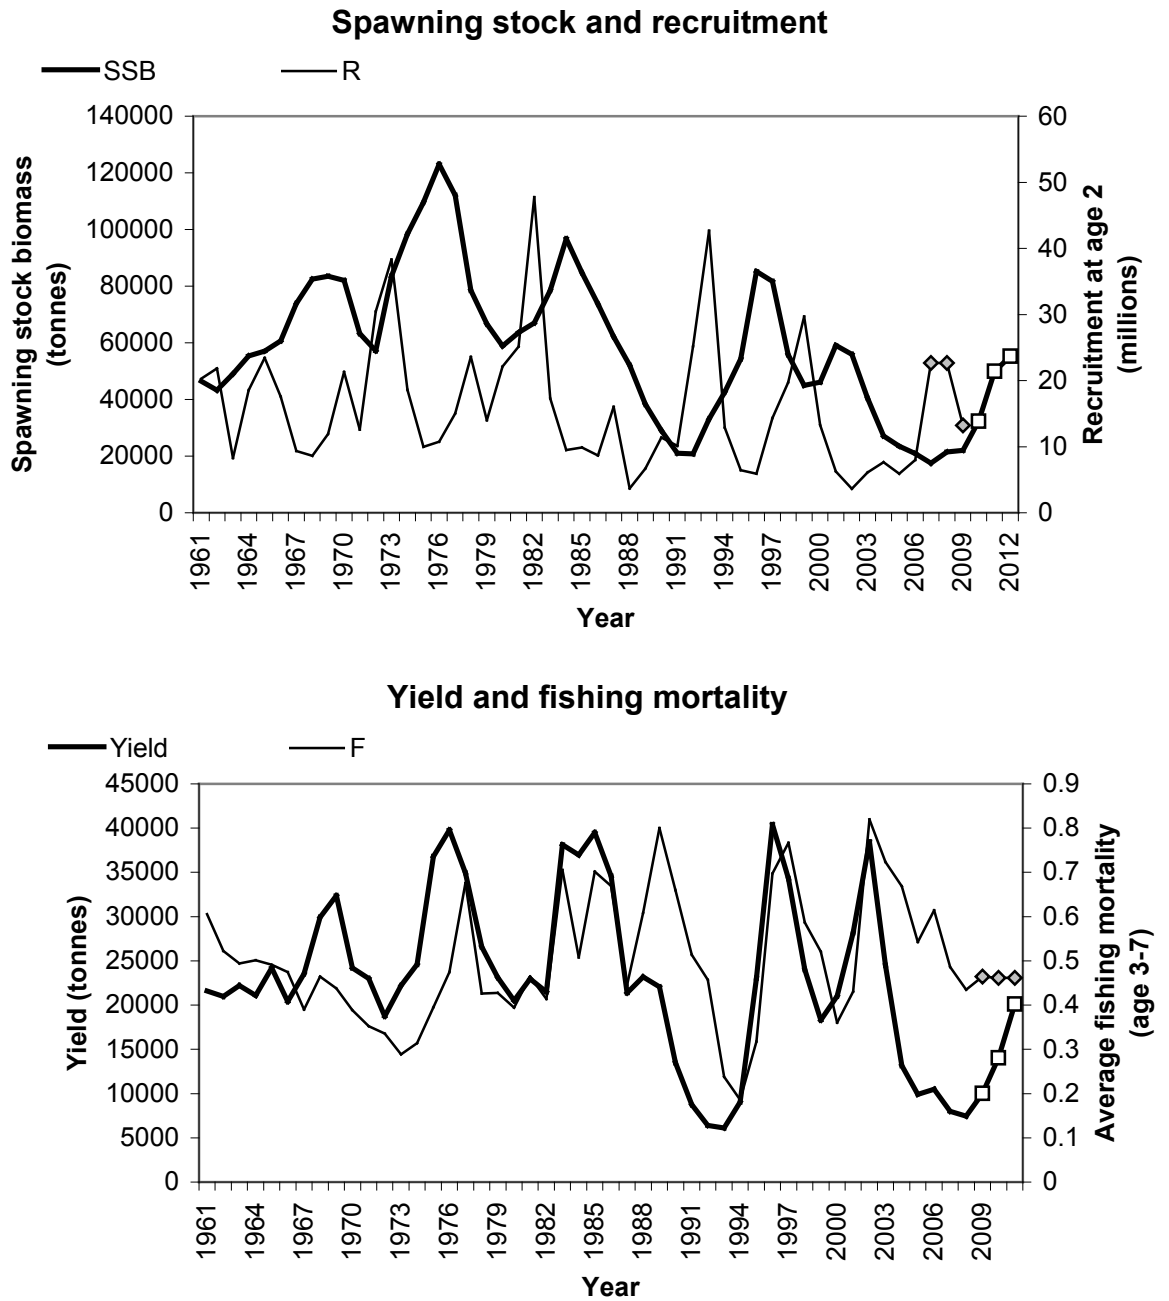 Spawning stock and recruitment
SSB R
140000
120000
100000
80000
60000
40000
20000
0
Spawning stock biomass
(tonnes)
60
50
40
30
20
10
0
Recruitment at age 2
(millions)
1961 1964 1967 1970 1973 1976 1979 1982 1985 1988 1991 1994 1997 2000 2003 2006 2009 2012
Year
Yield and fishing mortality
Yield F
45000
40000
35000
30000
25000
20000
15000
10000
5000
0
Yield (tonnes)
0.9
0.8
0.7
0.6
0.5
0.4
0.3
0.2
0.1
0
Average fishing mortality
(age 3-7)
1961 1964 1967 1970 1973 1976 1979 1982 1985 1988 1991 1994 1997 2000 2003 2006 2009
Year